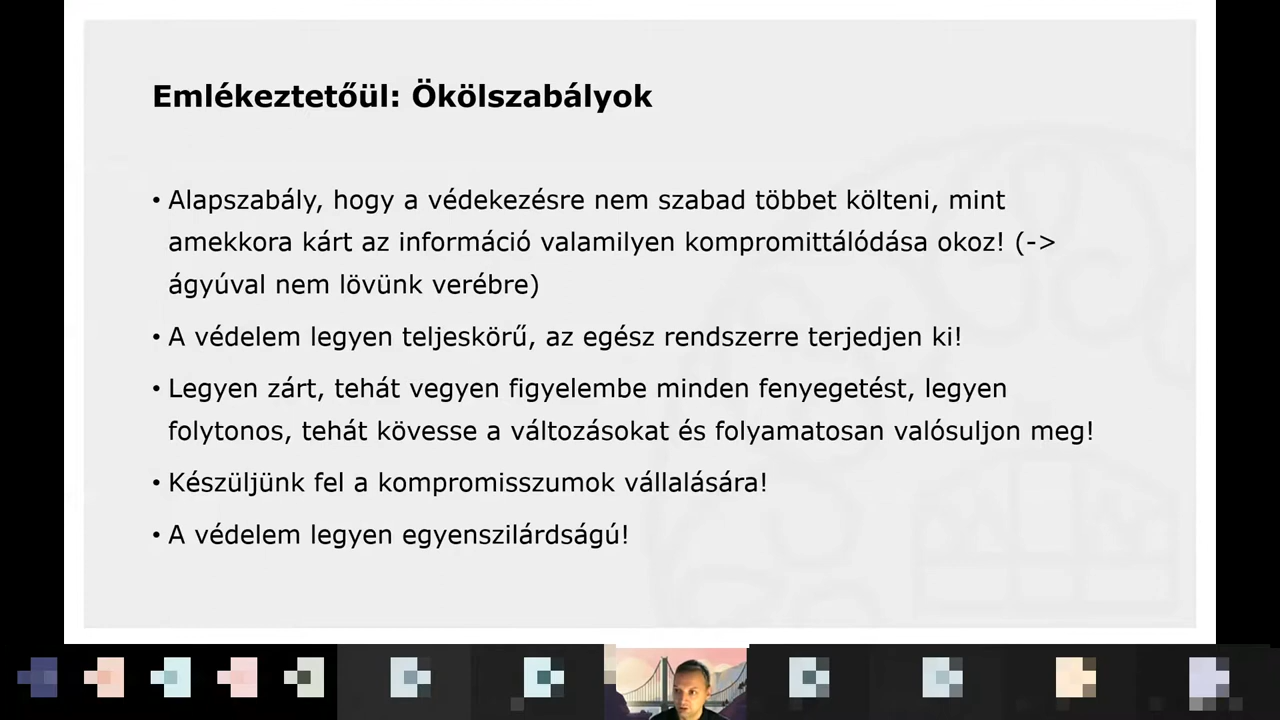 Emlékeztetőül: Ökölszabályok
• Alapszabály, hogy a védekezésre nem szabad többet költeni, mint
amekkora kárt az információ valamilyen kompromittálódása okoz! (->
ágyúval nem lövünk verébre)
• A védelem legyen teljeskörű, az egész rendszerre terjedjen ki!
• Legyen zárt, tehát vegyen figyelembe minden fenyegetést, legyen
folytonos, tehát kövesse a változásokat és folyamatosan valósuljon meg!
• Készüljünk fel a kompromisszumok vállalására!
• A védelem legyen egyenszilárdságú!